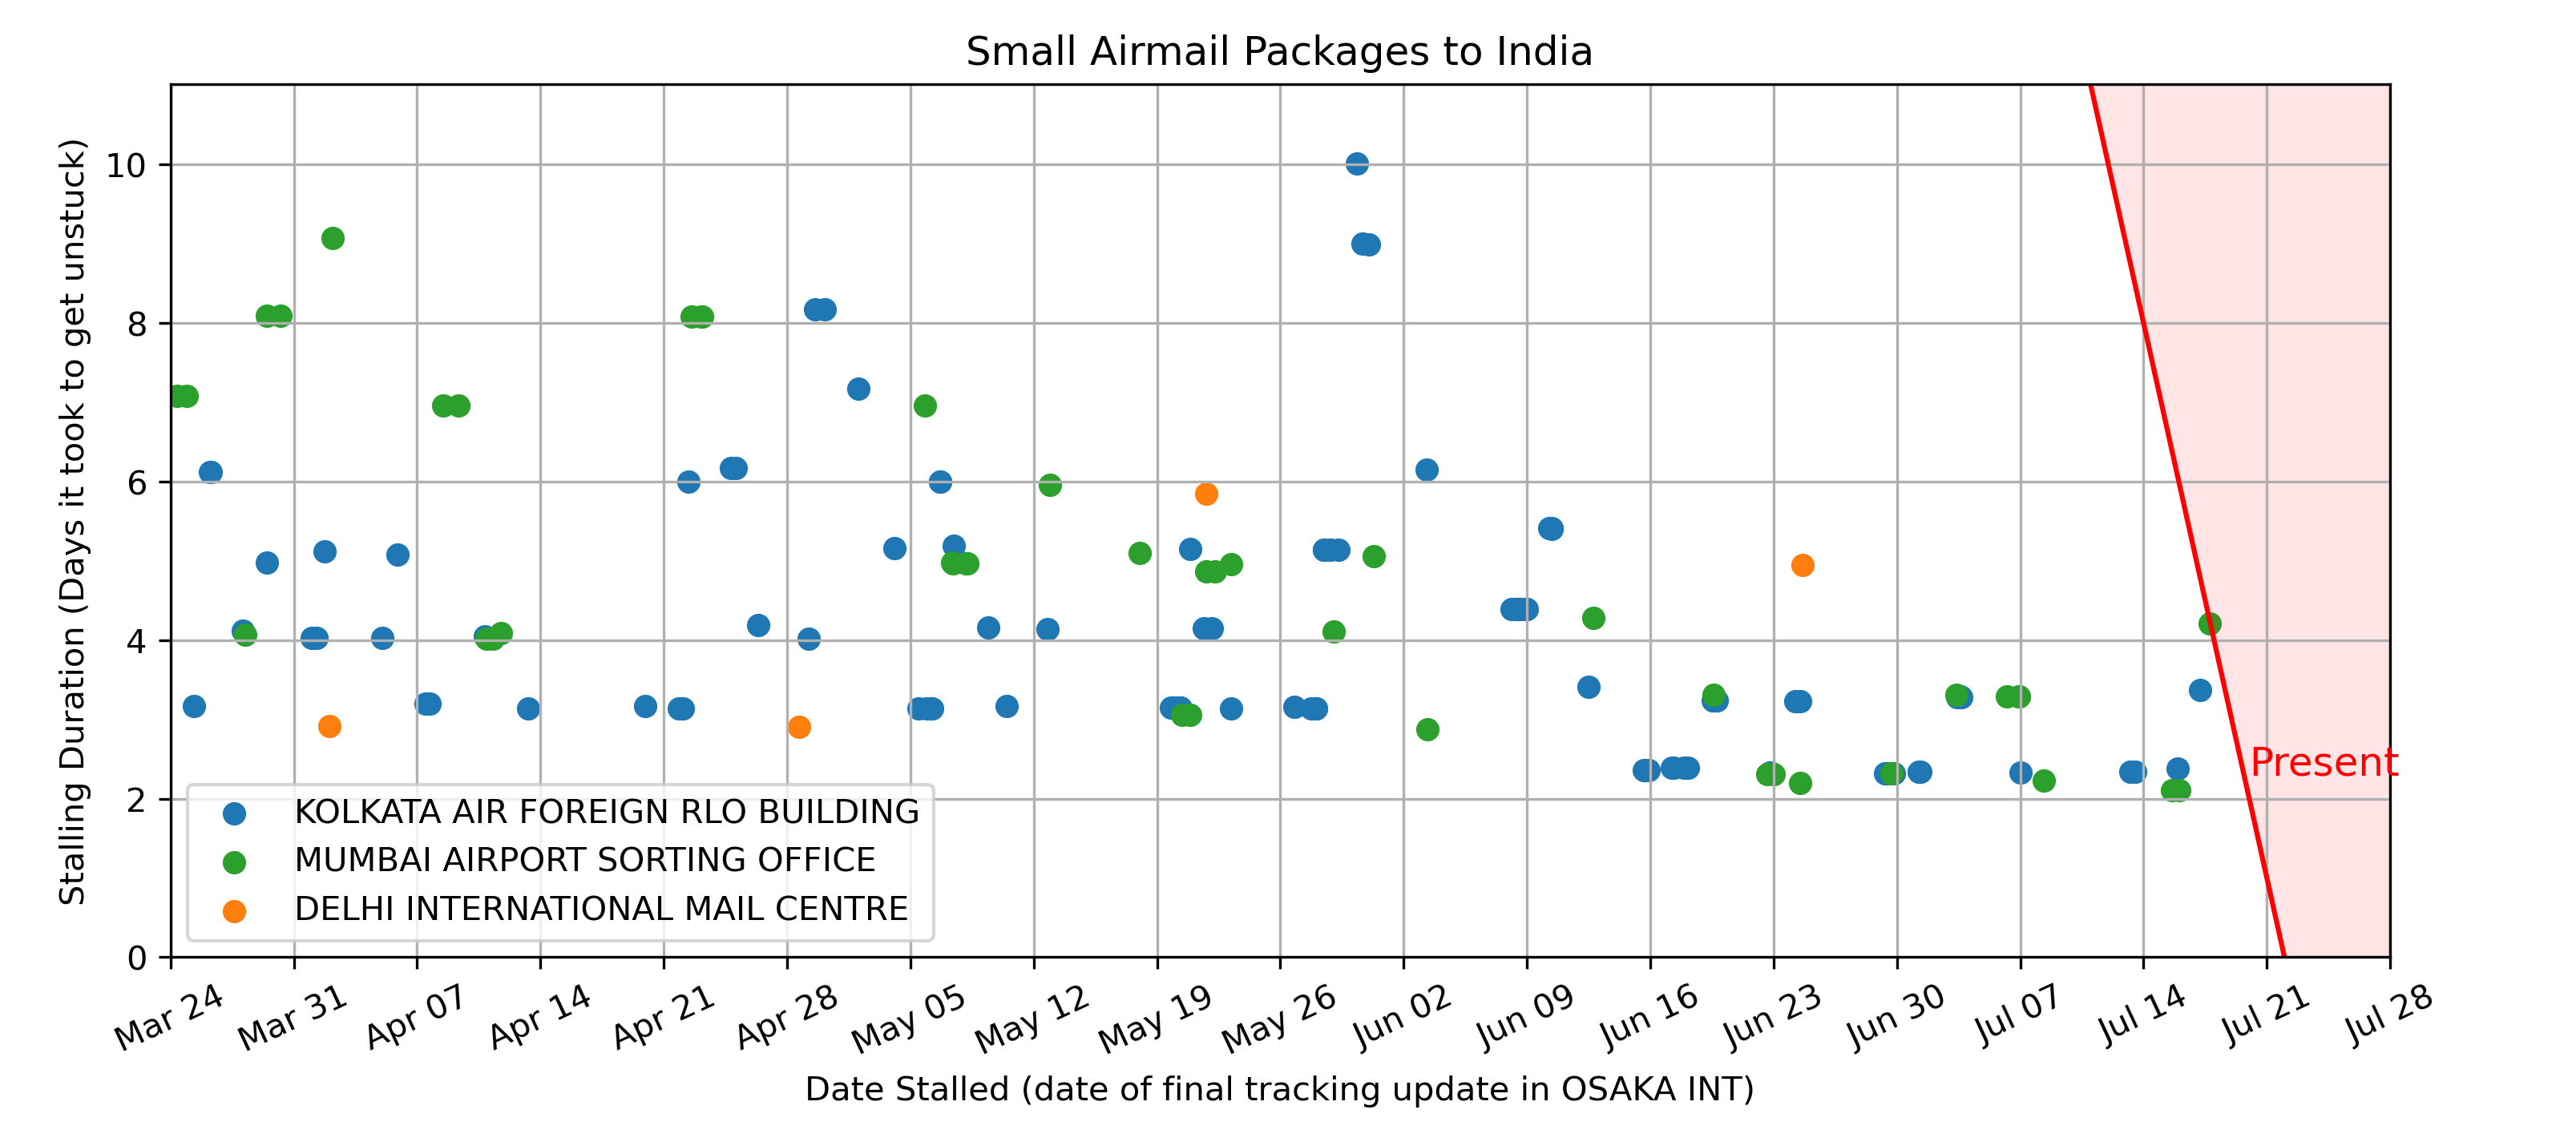 Small Airmail Packages to India
Stalling Duration (Days it took to get unstuck)
10
8
6
4
2
0
Present
KOLKATA AIR FOREIGN RLO BUILDING
MUMBAI AIRPORT SORTING OFFICE
DELHI INTERNATIONAL MAIL CENTRE
Mar 24
Mar 31
Apr 07
Apr 14
Apr 21
Apr 28
May 05
May 12
May 19
May 26
Jun 02
Jun 09
Jun 16
Jun 23
Jun 30
Jul 07
Jul 14
Jul 21
Jul 28
Date Stalled (date of final tracking update in OSAKA INT)